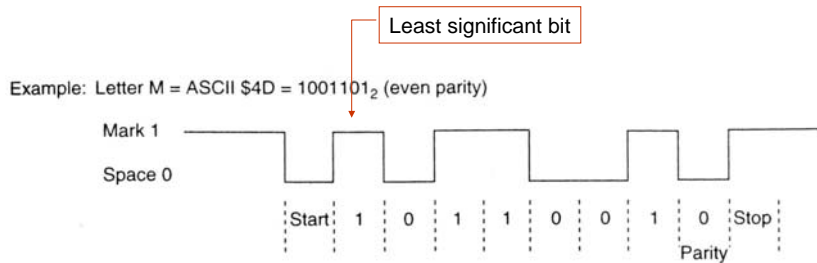 Least significant bit
Example: Letter M = ASCII $4D = 1001101₂ (even parity)
Mark 1
Space 0
Start 1 0 1 1 0 0 1 0 Stop
Parity